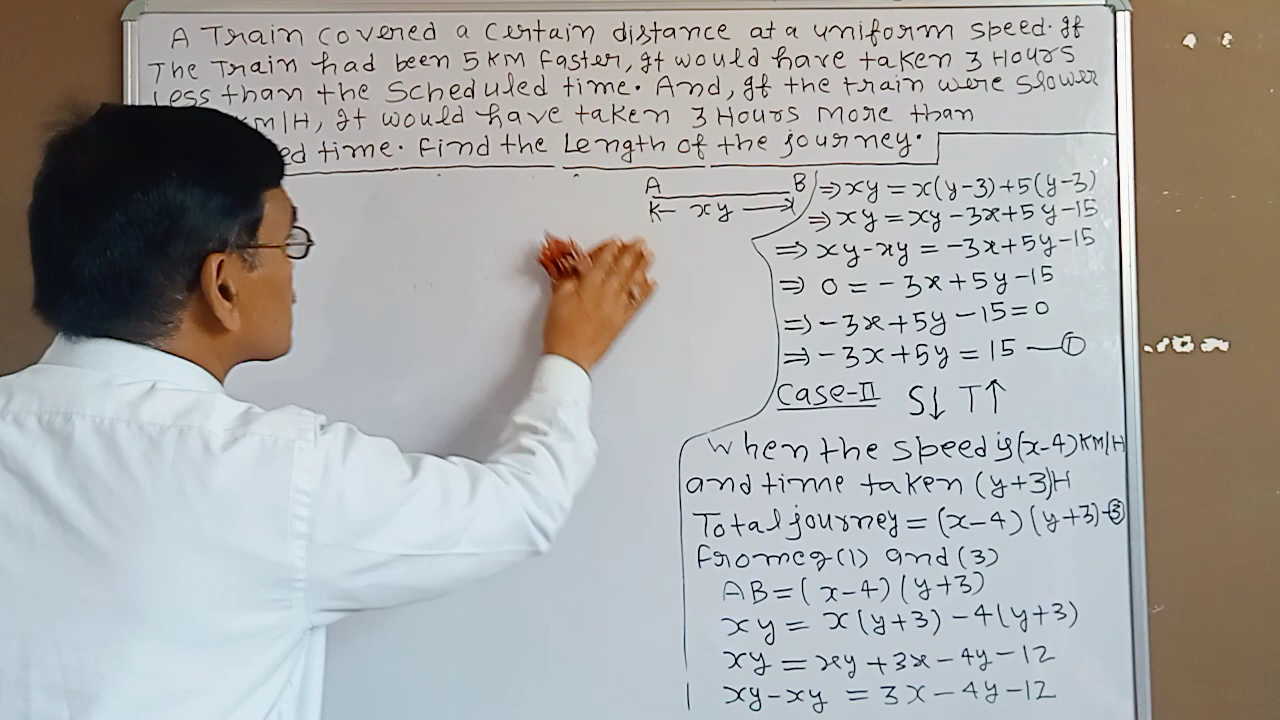 A Train covered a certain distance at a uniform speed. If
The Train had been 5 KM faster, It would have taken 3 Hours
Less than the scheduled time. And, If the train were slower
KM/H, It would have taken 3 Hours more than
ed time. Find the Length of the journey.
A B
K← xy →
⇒ xy = x(y-3)+5(y-3)
⇒ xy = xy -3x+5y-15
⇒ xy-xy = -3x+5y-15
⇒ 0 = -3x+5y-15
⇒ -3x+5y-15=0
⇒ -3x+5y = 15 —①
Case-II S↓ T↑
When the speed is (x-4)KM/H
and time taken (y+3)H
Total journey = (x-4)(y+3)-③
From eq(1) and (3)
AB=(x-4)(y+3)
xy = x(y+3)-4(y+3)
xy = xy+3x-4y-12
xy-xy = 3x-4y-12